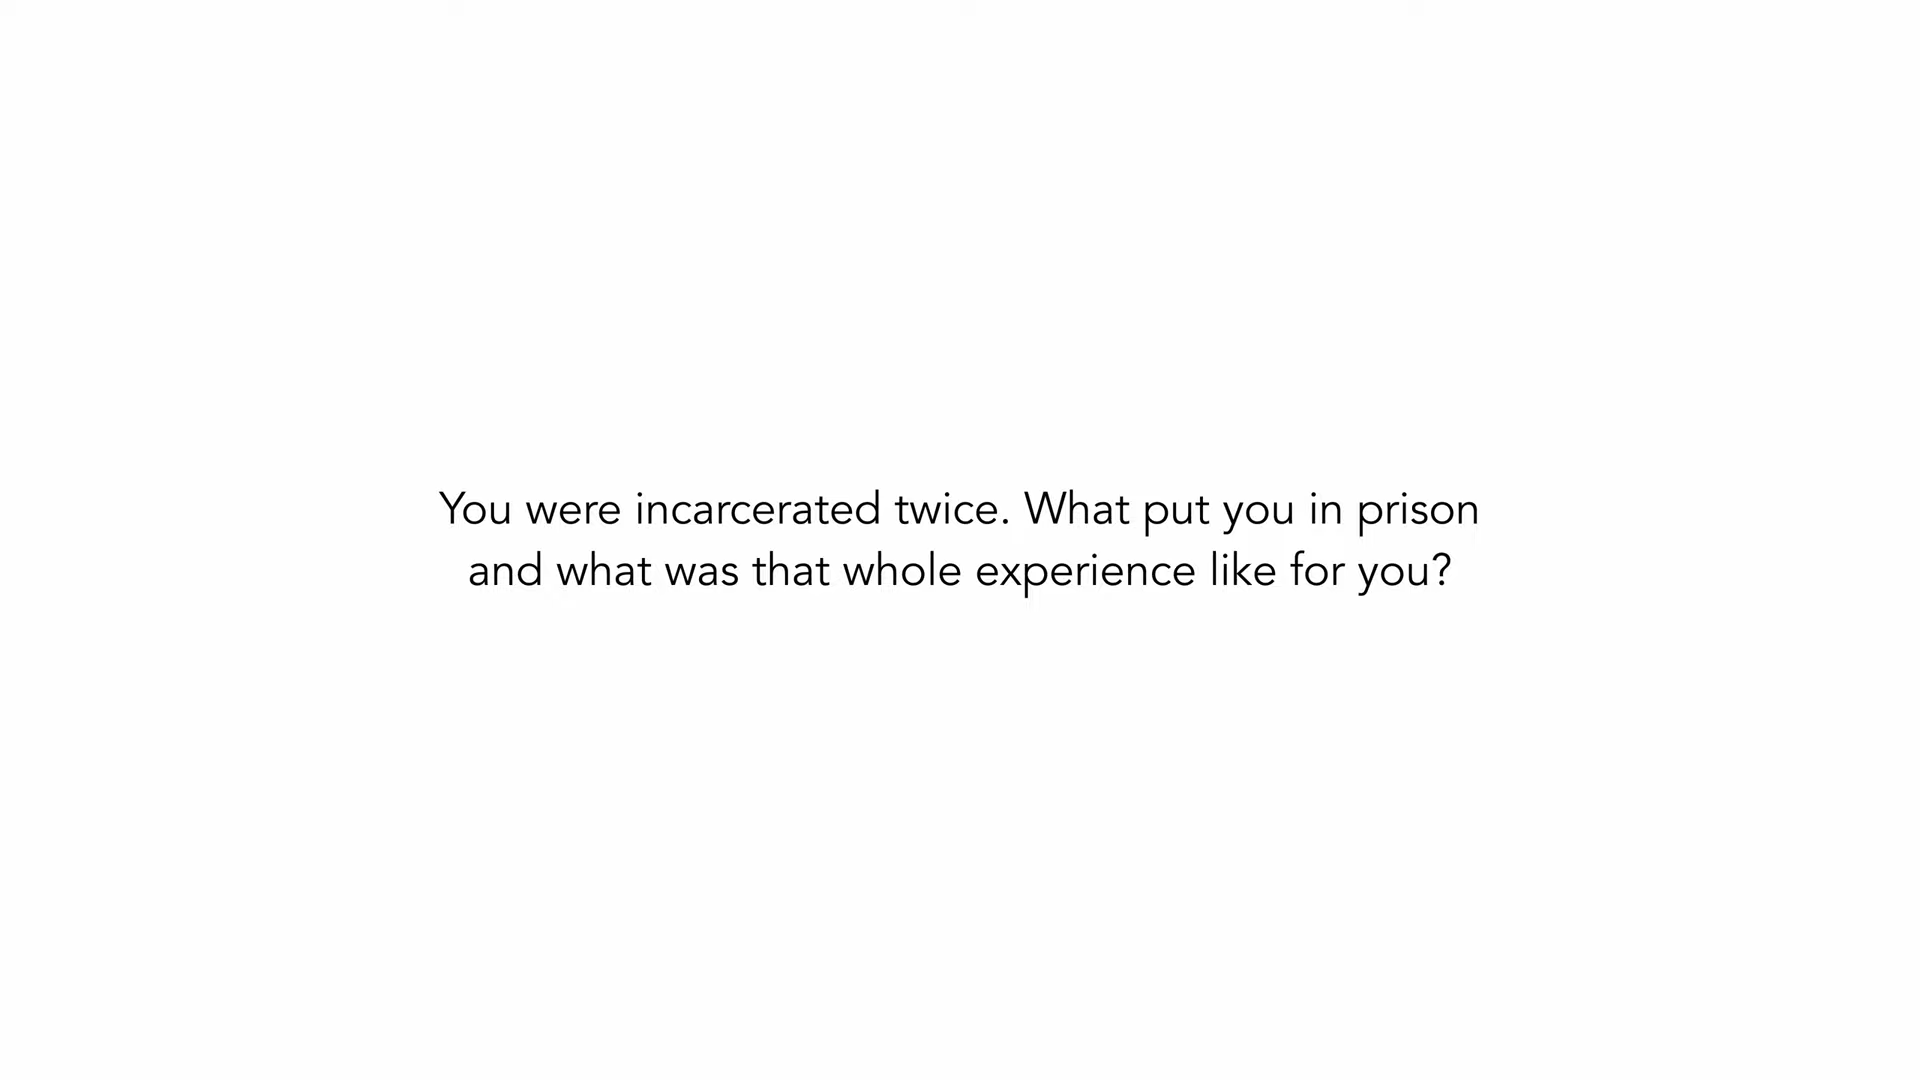 You were incarcerated twice. What put you in prison
and what was that whole experience like for you?